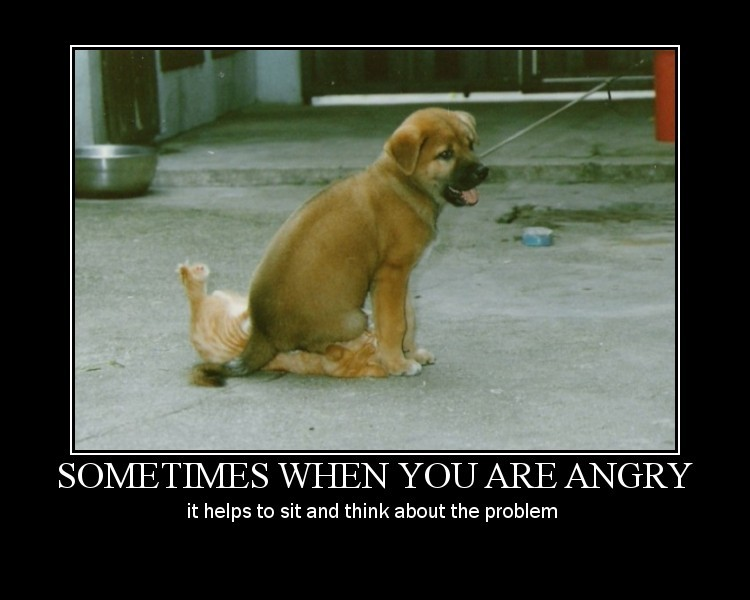 SOMETIMES WHEN YOU ARE ANGRY
it helps to sit and think about the problem